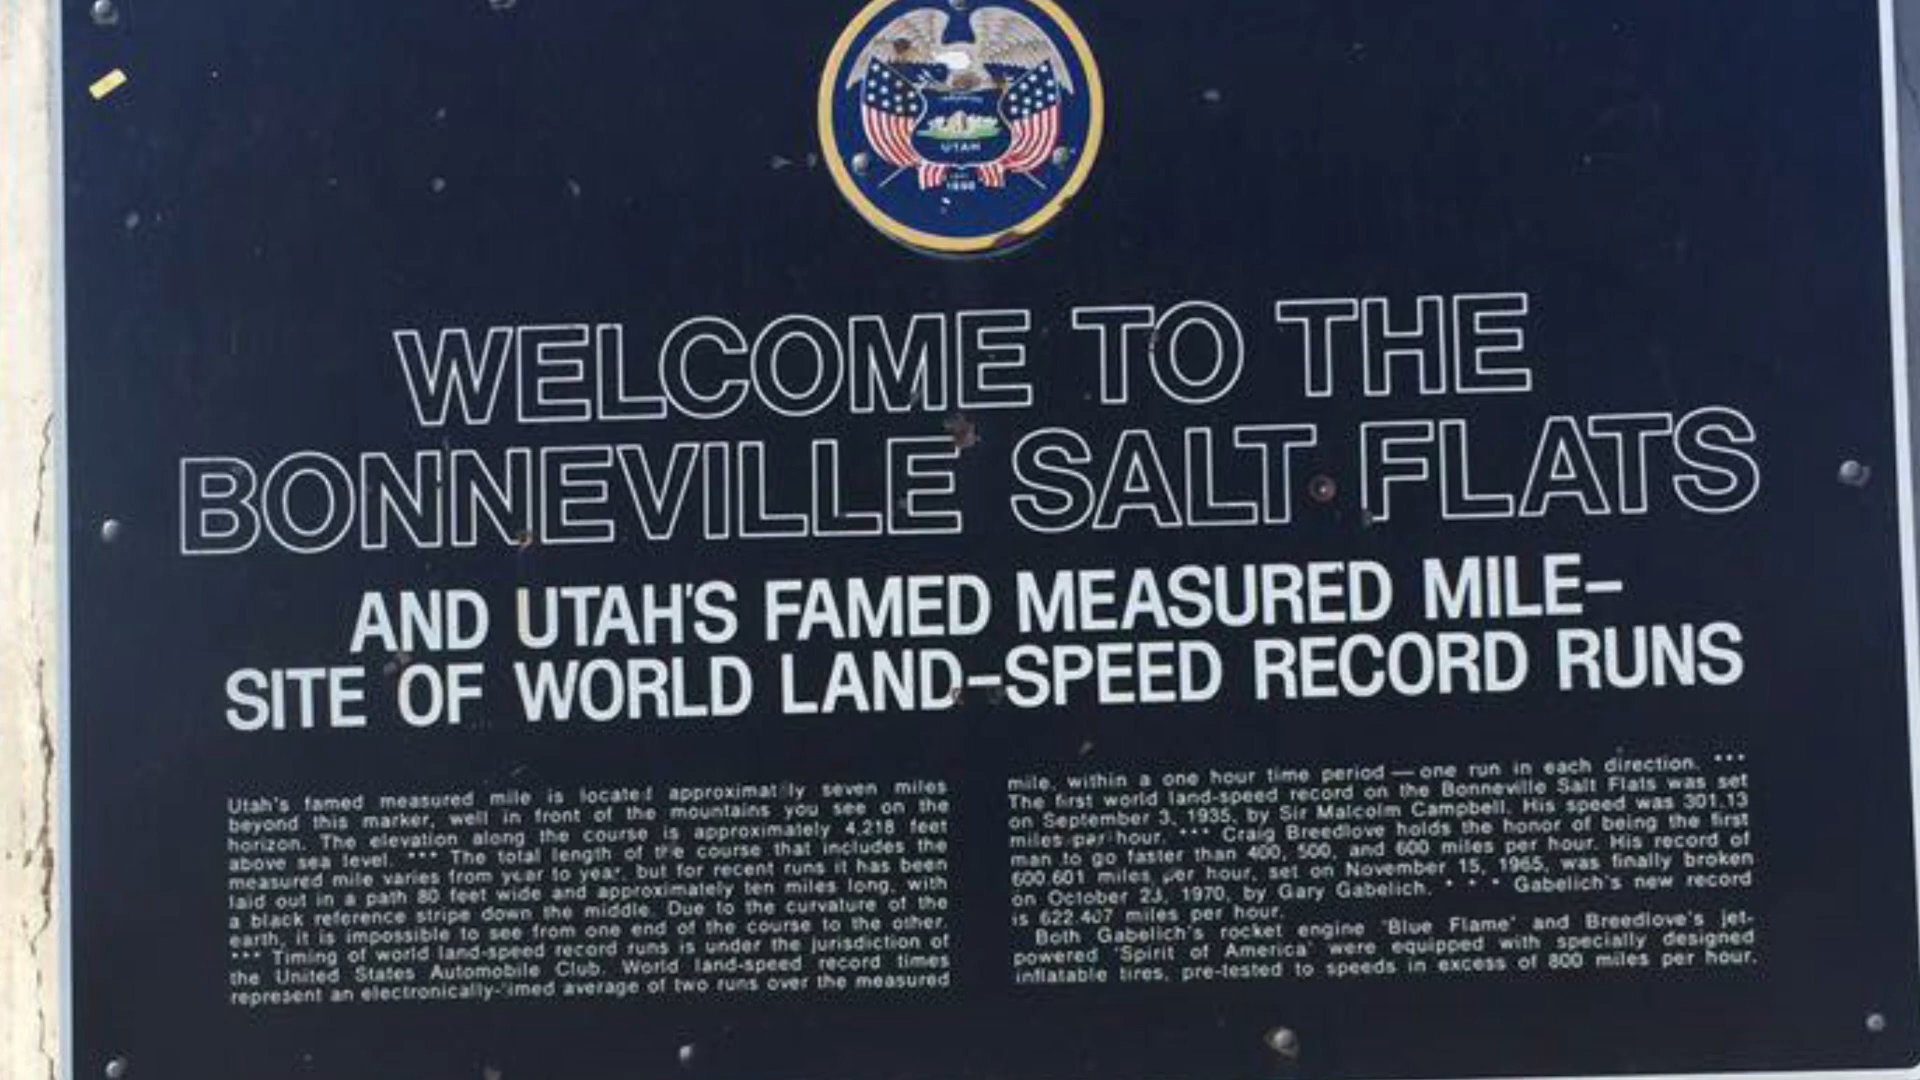 UTAH
1896
WELCOME TO THE
BONNEVILLE SALT FLATS
AND UTAH'S FAMED MEASURED MILE–
SITE OF WORLD LAND–SPEED RECORD RUNS
Utah's famed measured mile is located approximately seven miles
beyond this marker, well in front of the mountains you see on the
horizon. The elevation along the course is approximately 4,218 feet
above sea level. *** The total length of the course that includes the
measured mile varies from year to year, but for recent runs it has been
laid out in a path 80 feet wide and approximately ten miles long, with
a black reference stripe down the middle. Due to the curvature of the
earth, it is impossible to see from one end of the course to the other.
*** Timing of world land-speed record runs is under the jurisdiction of
the United States Automobile Club. World land-speed record times
represent an electronically-timed average of two runs over the measured
mile, within a one hour time period — one run in each direction. ***
The first world land-speed record on the Bonneville Salt Flats was set
on September 3, 1935, by Sir Malcolm Campbell. His speed was 301.13
miles per hour. *** Craig Breedlove holds the honor of being the first
man to go faster than 400, 500, and 600 miles per hour. His record of
600.601 miles per hour, set on November 15, 1965, was finally broken
on October 23, 1970, by Gary Gabelich. * * * Gabelich's new record
is 622.407 miles per hour.
Both Gabelich's rocket engine 'Blue Flame' and Breedlove's jet-
powered 'Spirit of America' were equipped with specially designed
inflatable tires, pre-tested to speeds in excess of 800 miles per hour.